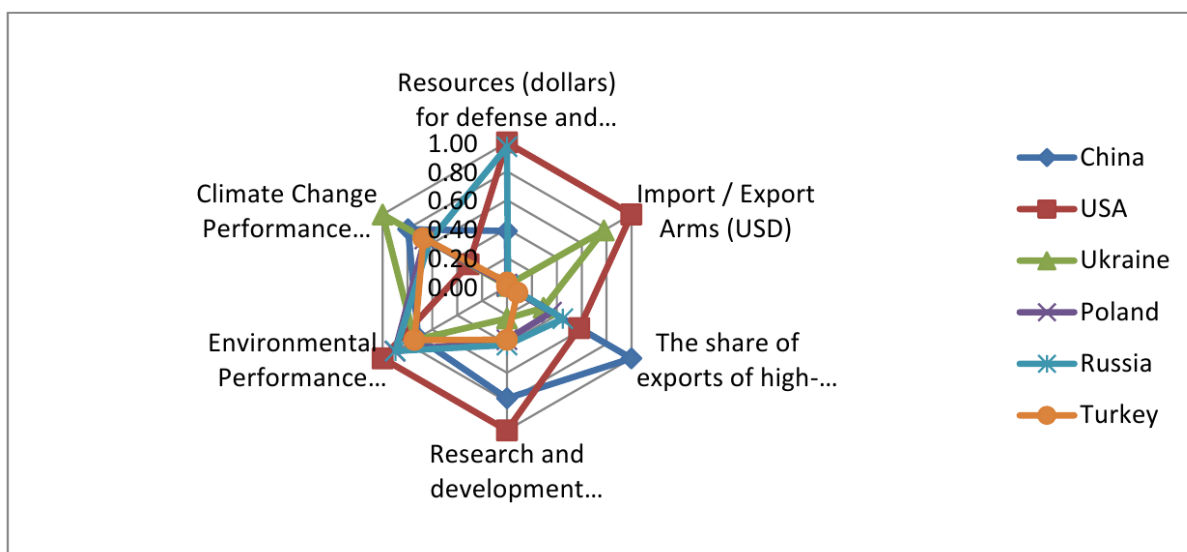 Resources (dollars)
for defense and...
1.00
0.80
0.60
0.40
0.20
0.00
Import / Export
Arms (USD)
The share of
exports of high-...
Research and
development
performance...
Environmental
Performance...
Climate Change
Performance...
China
USA
Ukraine
Poland
Russia
Turkey